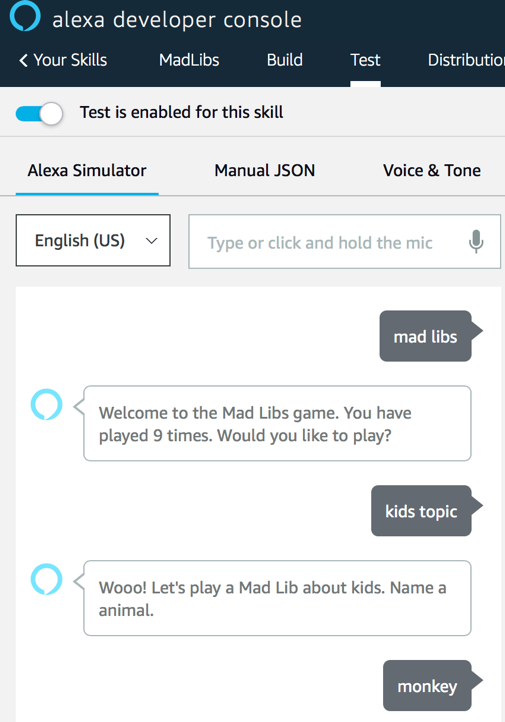 alexa developer console
Your Skills MadLibs Build Test Distributio
Test is enabled for this skill
Alexa Simulator Manual JSON Voice & Tone
English (US) Type or click and hold the mic
mad libs
Welcome to the Mad Libs game. You have
played 9 times. Would you like to play?
kids topic
Wooo! Let's play a Mad Lib about kids. Name a
animal.
monkey